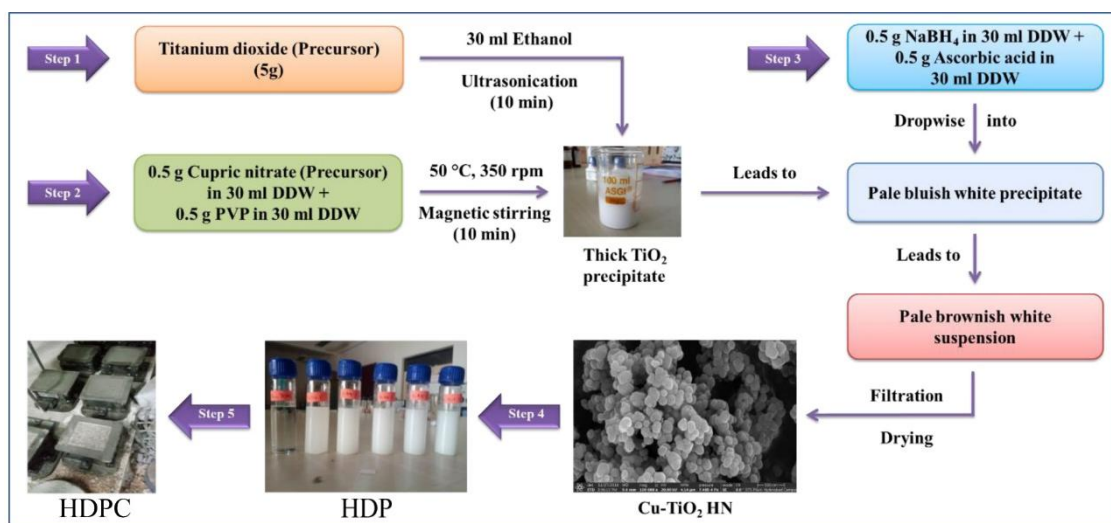 Step 1
Titanium dioxide (Precursor)
(5g)
30 ml Ethanol
Ultrasonication
(10 min)
Step 3
0.5 g NaBH₄ in 30 ml DDW +
0.5 g Ascorbic acid in
30 ml DDW
Dropwise into
Step 2
0.5 g Cupric nitrate (Precursor)
in 30 ml DDW +
0.5 g PVP in 30 ml DDW
50 °C, 350 rpm
Magnetic stirring
(10 min)
100 ml
Thick TiO₂
precipitate
Leads to
Pale bluish white precipitate
Leads to
Pale brownish white
suspension
Filtration
Drying
Step 5
Step 4
HDPC
HDP
Cu-TiO₂ HN